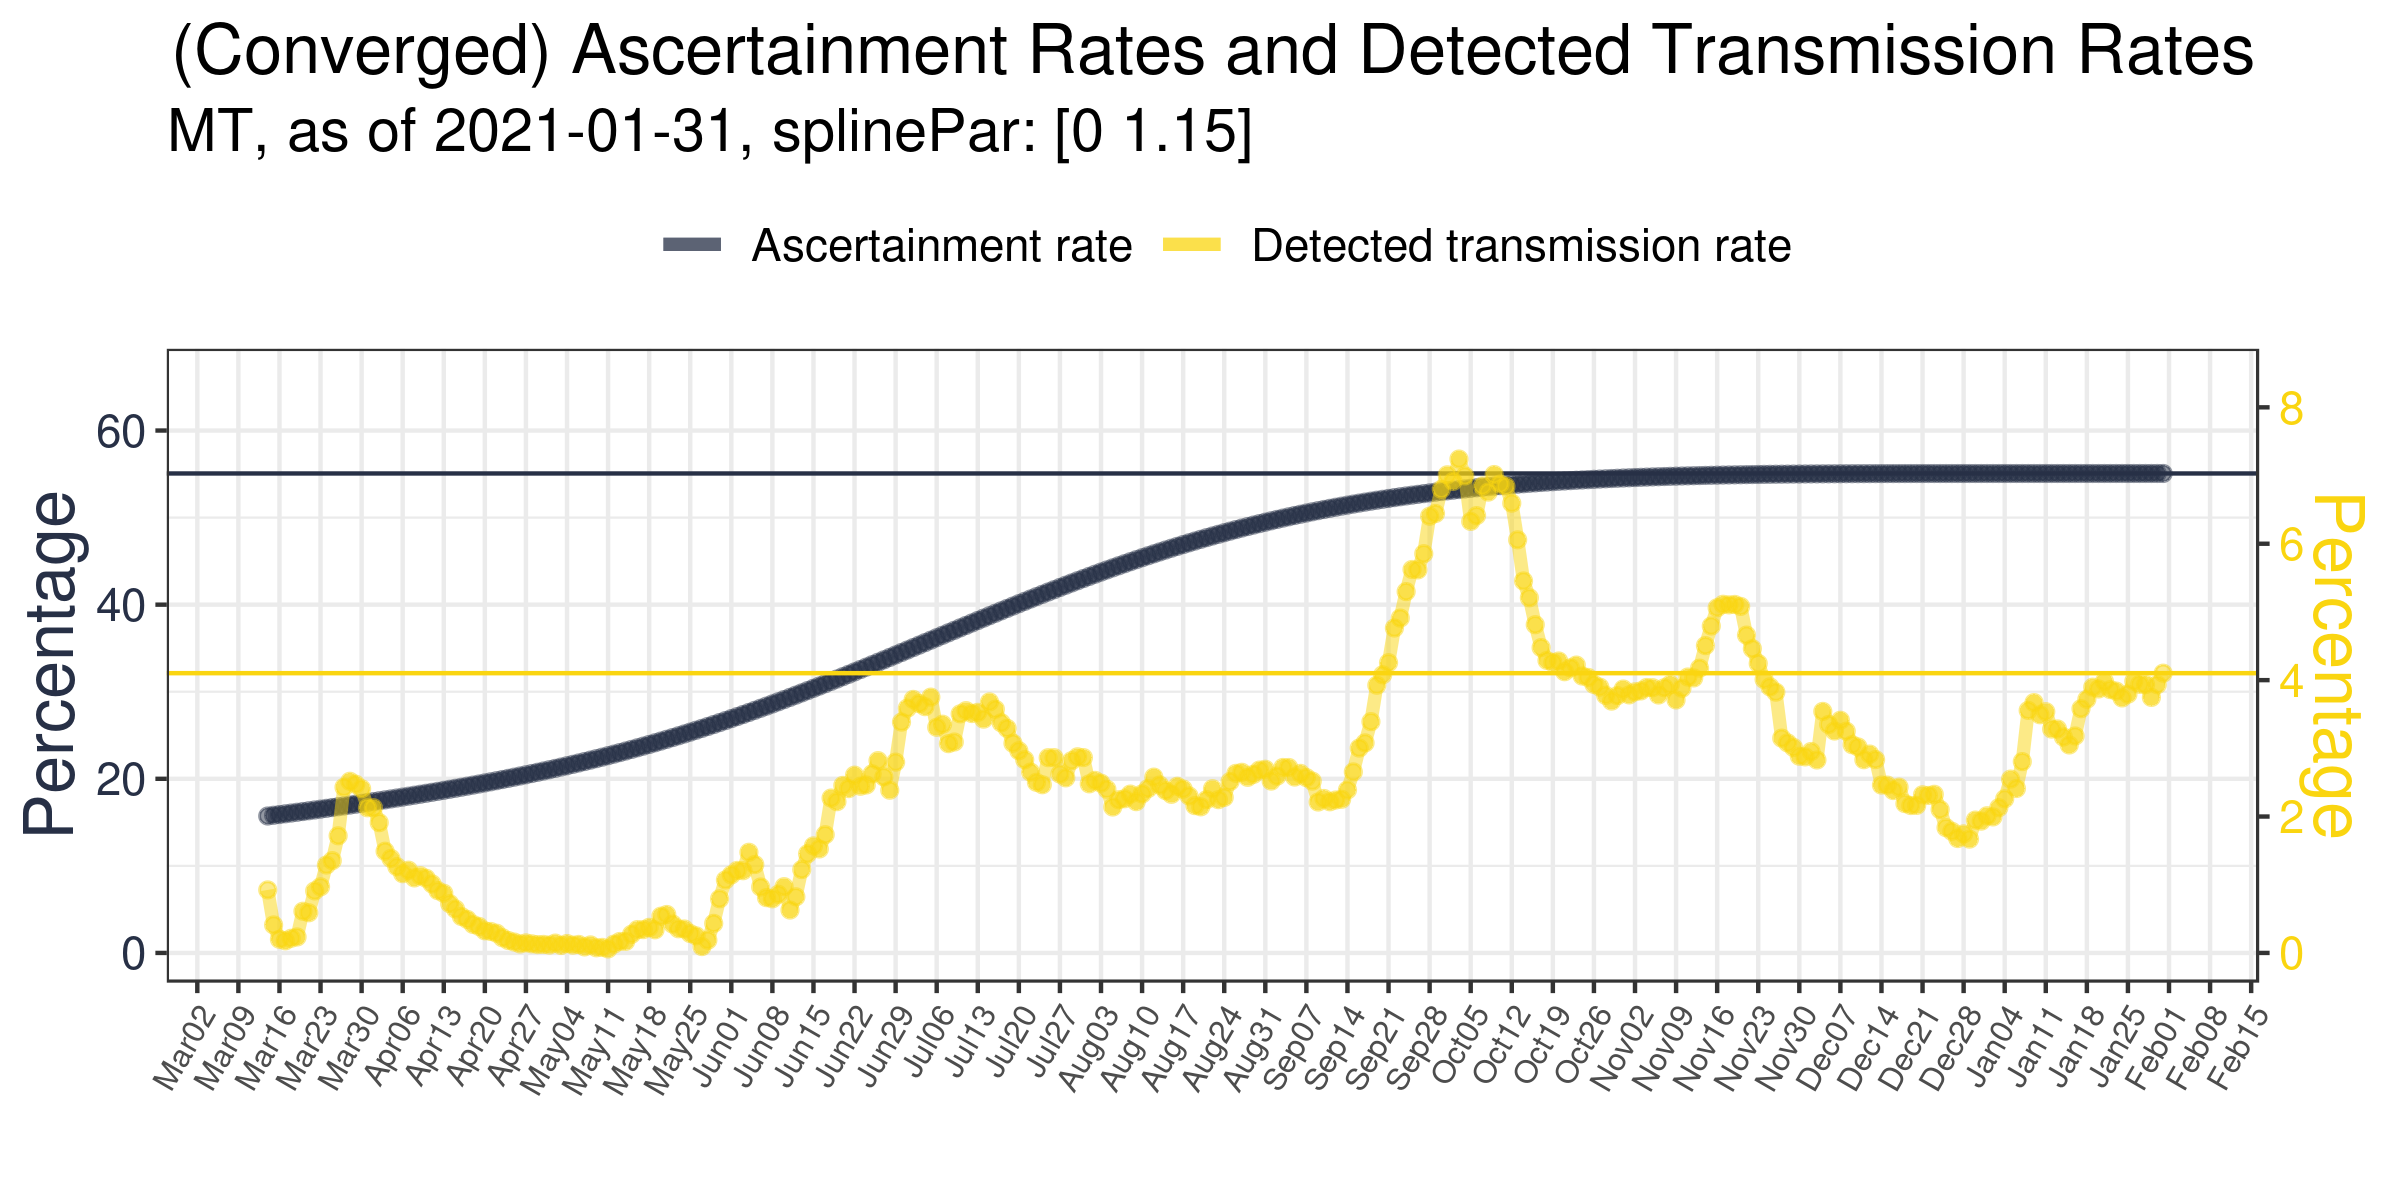 (Converged) Ascertainment Rates and Detected Transmission Rates
MT, as of 2021-01-31, splinePar: [0 1.15]
Ascertainment rate Detected transmission rate
Percentage
60
40
20
0
8
6
4
2
0
Percentage
Mar02 Mar09 Mar16 Mar23 Mar30 Apr06 Apr13 Apr20 Apr27 May04 May11 May18 May25 Jun01 Jun08 Jun15 Jun22 Jun29 Jul06 Jul13 Jul20 Jul27 Aug03 Aug10 Aug17 Aug24 Aug31 Sep07 Sep14 Sep21 Sep28 Oct05 Oct12 Oct19 Oct26 Nov02 Nov09 Nov16 Nov23 Nov30 Dec07 Dec14 Dec21 Dec28 Jan04 Jan11 Jan18 Jan25 Feb01 Feb08 Feb15